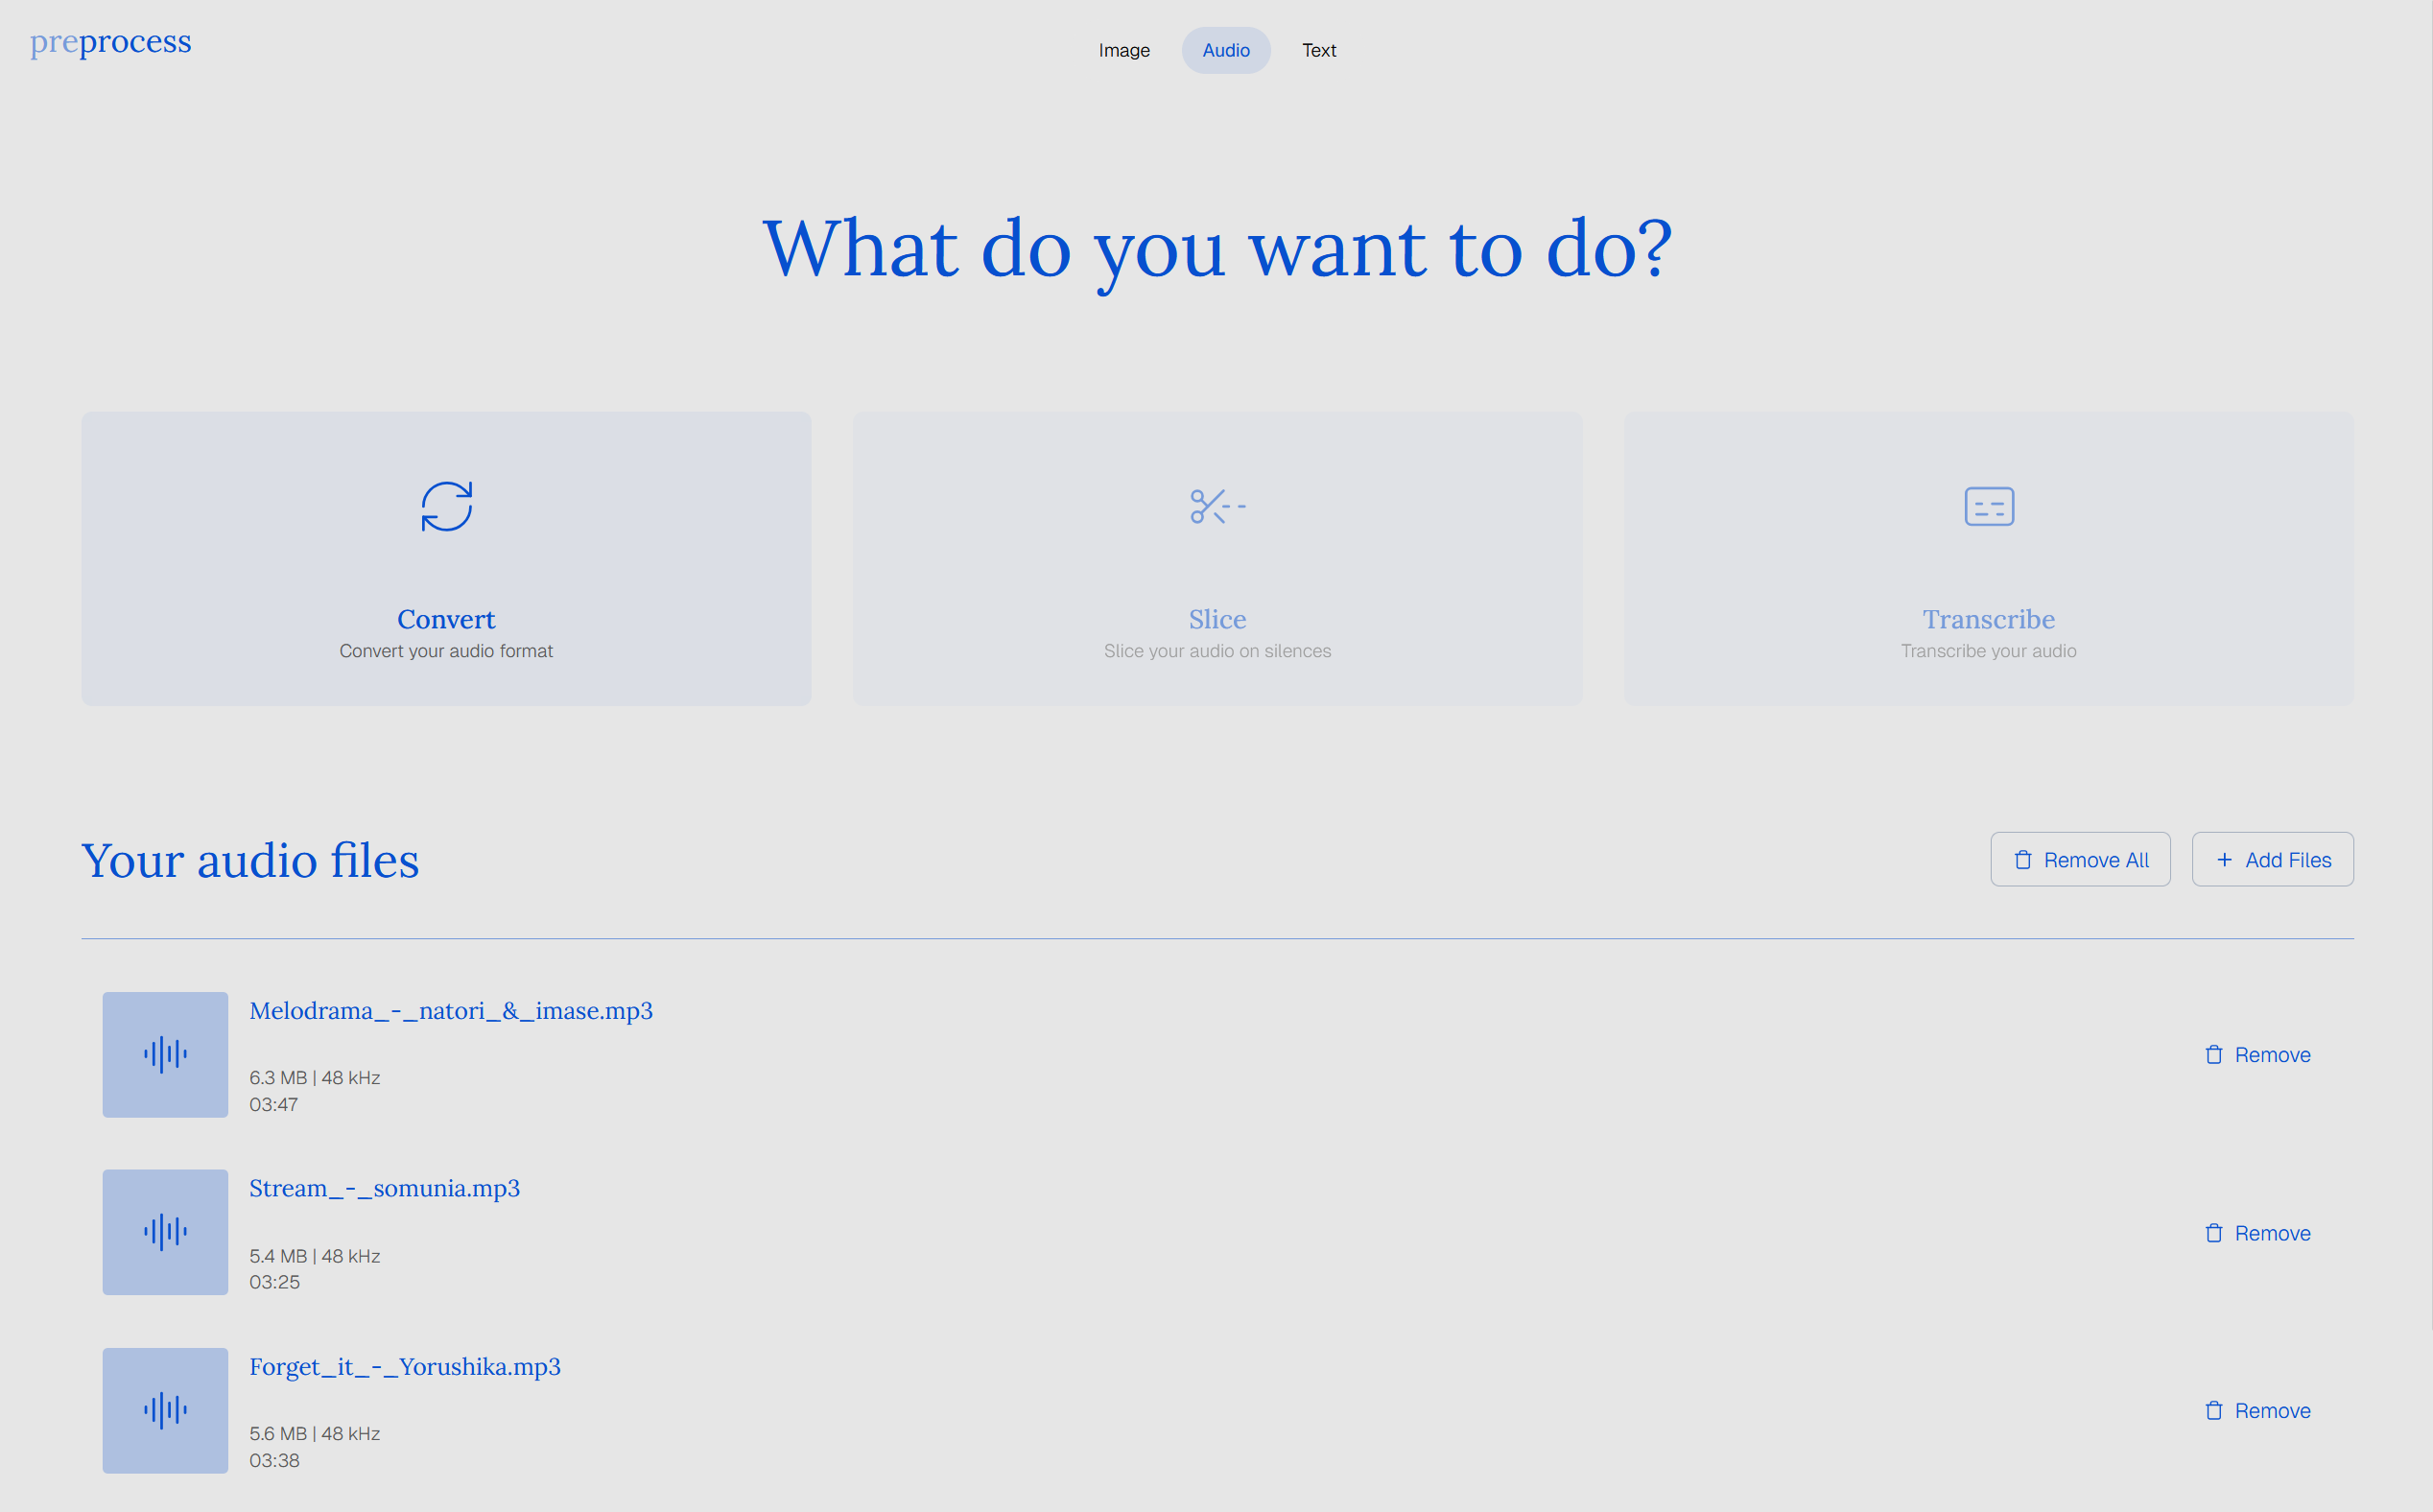 preprocess
Image Audio Text
What do you want to do?
Convert
Convert your audio format
Slice
Slice your audio on silences
Transcribe
Transcribe your audio
Your audio files
Remove All
Add Files
Melodrama_-_natori_&_imase.mp3
6.3 MB | 48 kHz
03:47
Remove
Stream_-_somunia.mp3
5.4 MB | 48 kHz
03:25
Remove
Forget_it_-_Yorushika.mp3
5.6 MB | 48 kHz
03:38
Remove